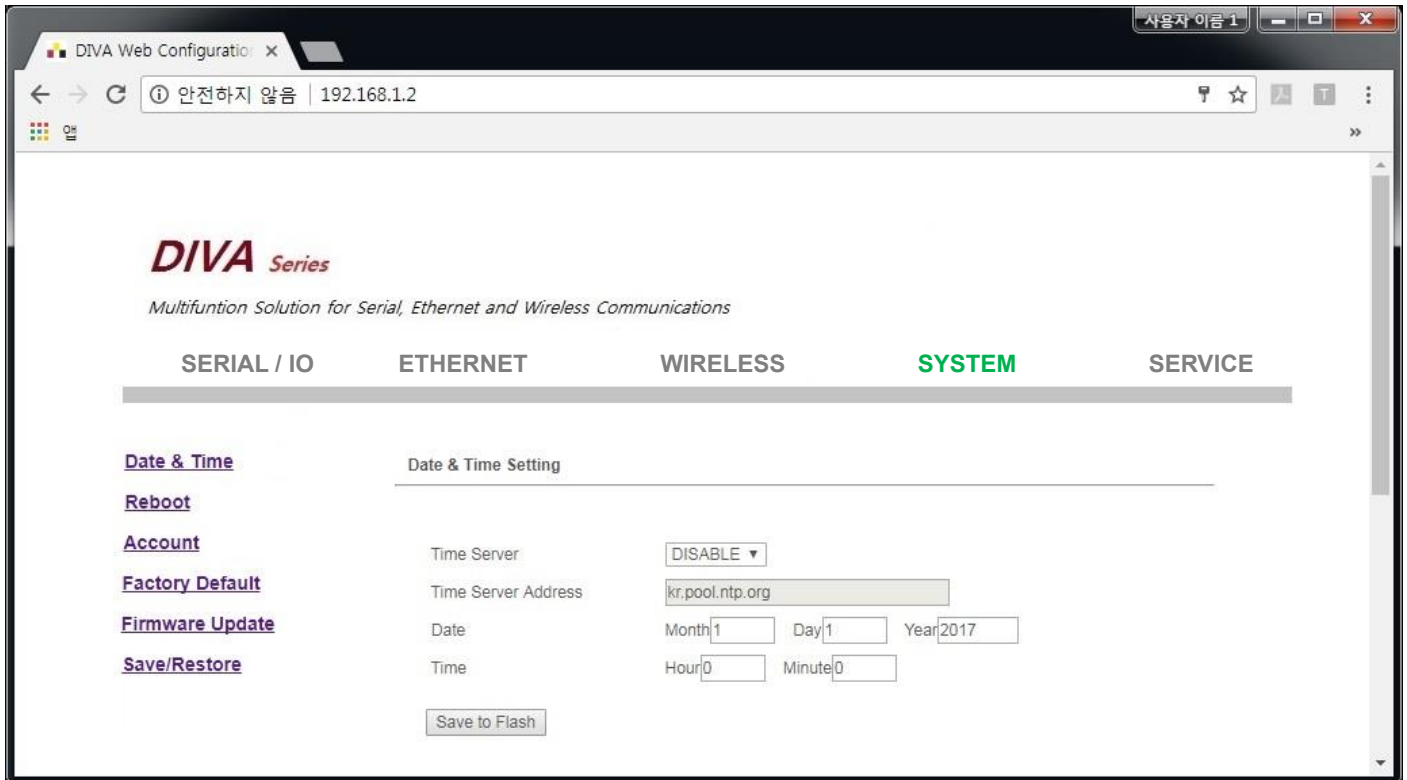 사용자 이름 1
DIVA Web Configuration
안전하지 않음 | 192.168.1.2
앱
»
DIVA Series
Multifuntion Solution for Serial, Ethernet and Wireless Communications
SERIAL / IO ETHERNET WIRELESS SYSTEM SERVICE
Date & Time
Reboot
Account
Factory Default
Firmware Update
Save/Restore
Date & Time Setting
Time Server DISABLE
Time Server Address kr.pool.ntp.org
Date Month 1 Day 1 Year 2017
Time Hour 0 Minute 0
Save to Flash